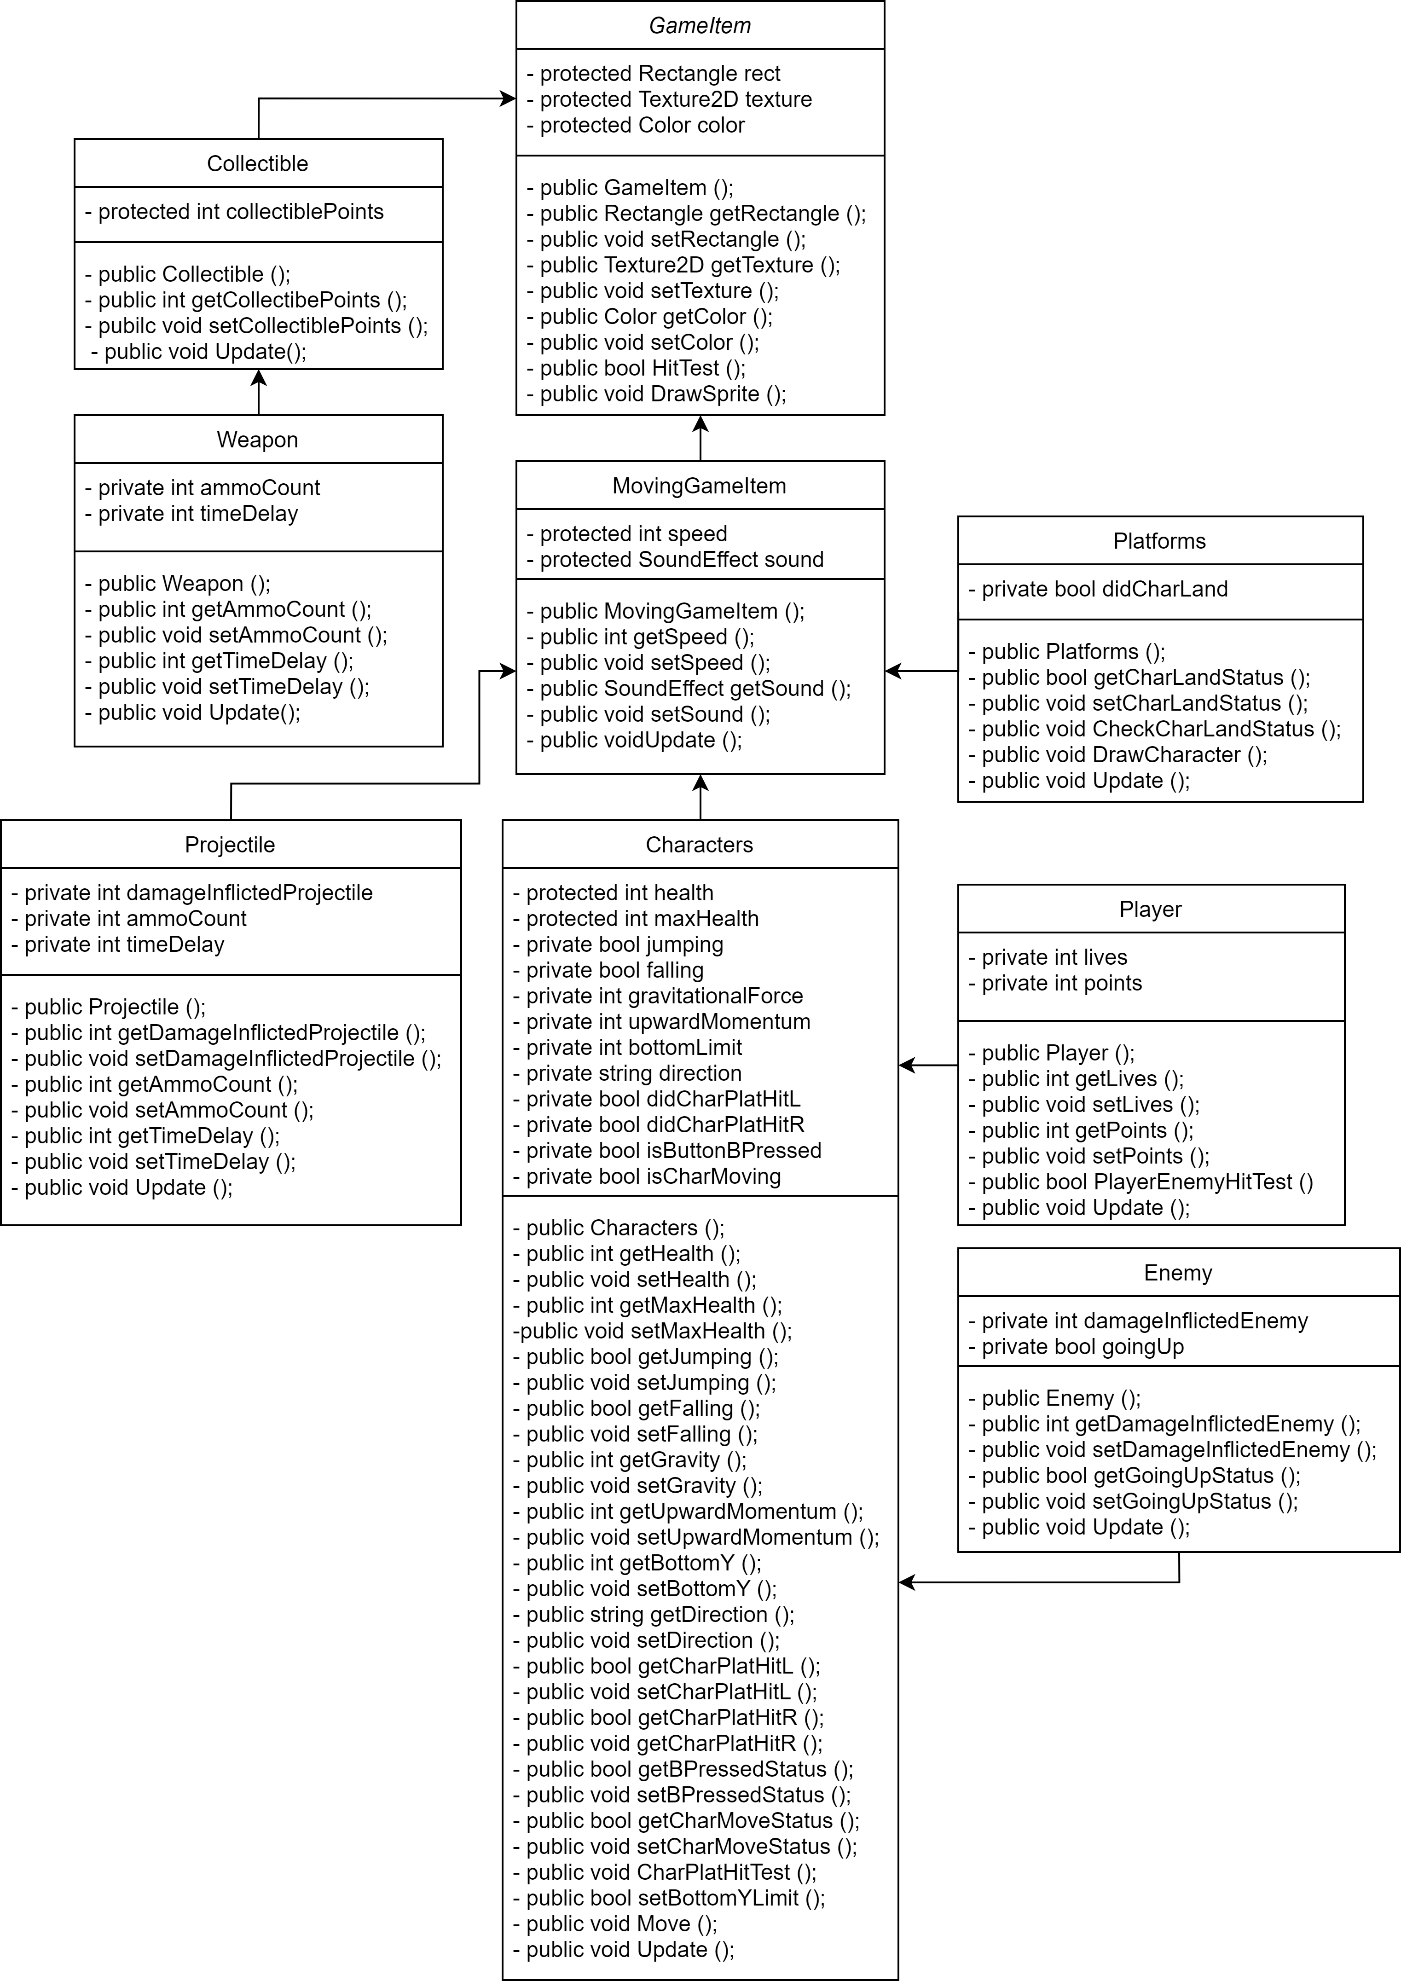 GameItem
- protected Rectangle rect
- protected Texture2D texture
- protected Color color
- public GameItem ();
- public Rectangle getRectangle ();
- public void setRectangle ();
- public Texture2D getTexture ();
- public void setTexture ();
- public Color getColor ();
- public void setColor ();
- public bool HitTest ();
- public void DrawSprite ();
Collectible
- protected int collectiblePoints
- public Collectible ();
- public int getCollectibePoints ();
- pubilc void setCollectiblePoints ();
- public void Update();
Weapon
- private int ammoCount
- private int timeDelay
- public Weapon ();
- public int getAmmoCount ();
- public void setAmmoCount ();
- public int getTimeDelay ();
- public void setTimeDelay ();
- public void Update();
MovingGameItem
- protected int speed
- protected SoundEffect sound
- public MovingGameItem ();
- public int getSpeed ();
- public void setSpeed ();
- public SoundEffect getSound ();
- public void setSound ();
- public voidUpdate ();
Platforms
- private bool didCharLand
- public Platforms ();
- public bool getCharLandStatus ();
- public void setCharLandStatus ();
- public void CheckCharLandStatus ();
- public void DrawCharacter ();
- public void Update ();
Projectile
- private int damageInflictedProjectile
- private int ammoCount
- private int timeDelay
- public Projectile ();
- public int getDamageInflictedProjectile ();
- public void setDamageInflictedProjectile ();
- public int getAmmoCount ();
- public void setAmmoCount ();
- public int getTimeDelay ();
- public void setTimeDelay ();
- public void Update ();
Characters
- protected int health
- protected int maxHealth
- private bool jumping
- private bool falling
- private int gravitationalForce
- private int upwardMomentum
- private int bottomLimit
- private string direction
- private bool didCharPlatHitL
- private bool didCharPlatHitR
- private bool isButtonBPressed
- private bool isCharMoving
- public Characters ();
- public int getHealth ();
- public void setHealth ();
- public int getMaxHealth ();
-public void setMaxHealth ();
- public bool getJumping ();
- public void setJumping ();
- public bool getFalling ();
- public void setFalling ();
- public int getGravity ();
- public void setGravity ();
- public int getUpwardMomentum ();
- public void setUpwardMomentum ();
- public int getBottomY ();
- public void setBottomY ();
- public string getDirection ();
- public void setDirection ();
- public bool getCharPlatHitL ();
- public void setCharPlatHitL ();
- public bool getCharPlatHitR ();
- public void getCharPlatHitR ();
- public bool getBPressedStatus ();
- public void setBPressedStatus ();
- public bool getCharMoveStatus ();
- public void setCharMoveStatus ();
- public void CharPlatHitTest ();
- public bool setBottomYLimit ();
- public void Move ();
- public void Update ();
Player
- private int lives
- private int points
- public Player ();
- public int getLives ();
- public void setLives ();
- public int getPoints ();
- public void setPoints ();
- public bool PlayerEnemyHitTest ()
- public void Update ();
Enemy
- private int damageInflictedEnemy
- private bool goingUp
- public Enemy ();
- public int getDamageInflictedEnemy ();
- public void setDamageInflictedEnemy ();
- public bool getGoingUpStatus ();
- public void setGoingUpStatus ();
- public void Update ();